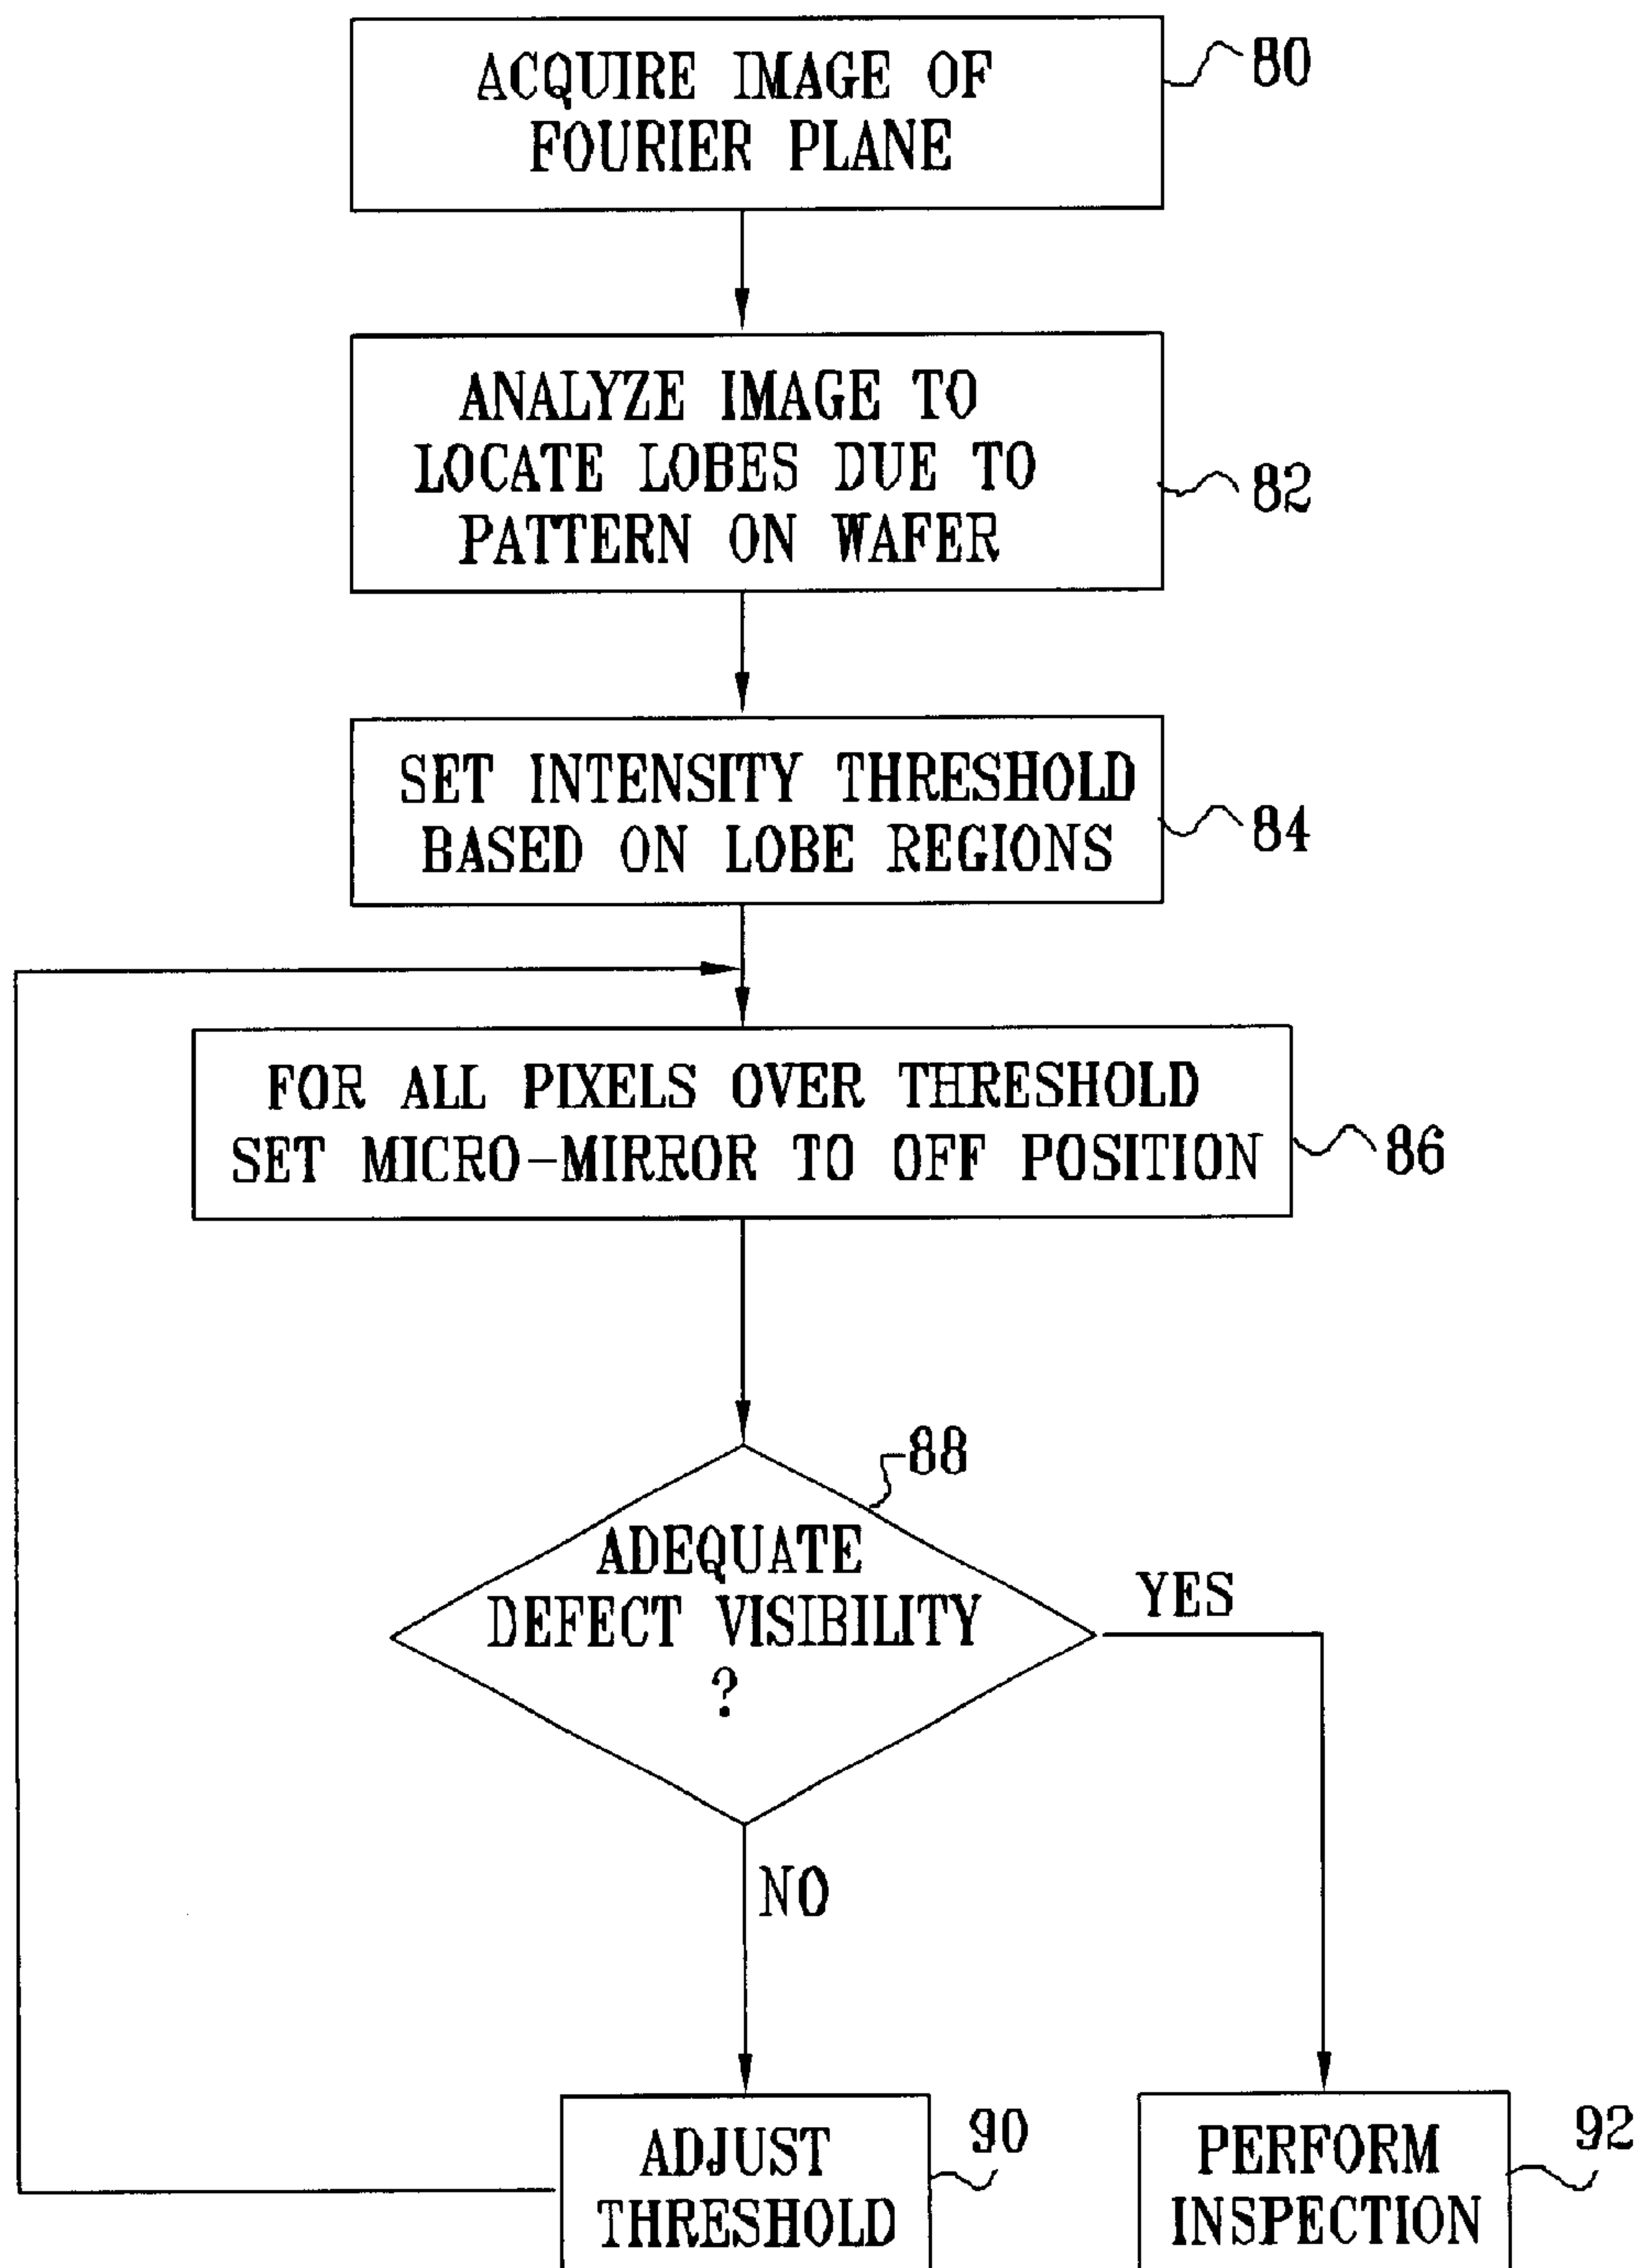 ACQUIRE IMAGE OF
FOURIER PLANE
80
ANALYZE IMAGE TO
LOCATE LOBES DUE TO
PATTERN ON WAFER
82
SET INTENSITY THRESHOLD
BASED ON LOBE REGIONS
84
FOR ALL PIXELS OVER THRESHOLD
SET MICRO-MIRROR TO OFF POSITION
86
88
ADEQUATE
DEFECT VISIBILITY
?
YES
NO
ADJUST
THRESHOLD
90
PERFORM
INSPECTION
92